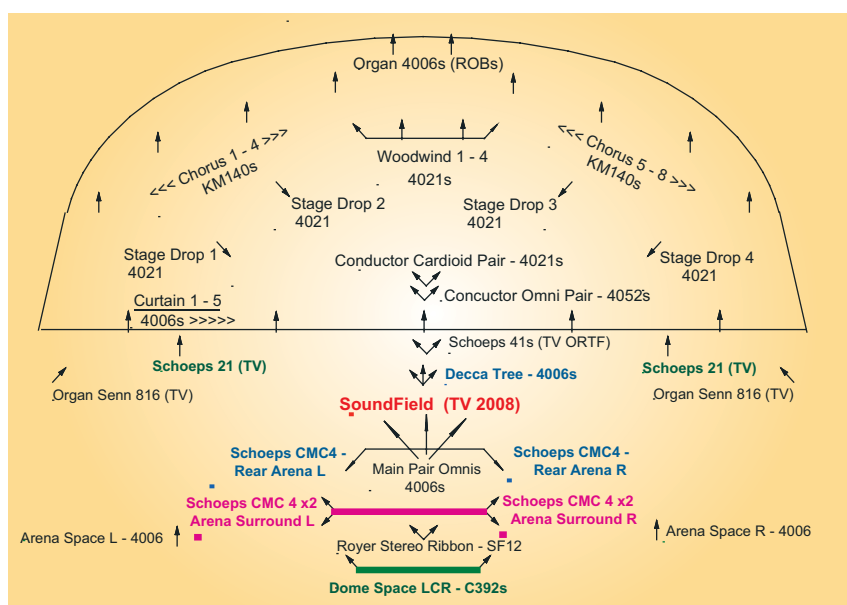 Organ 4006s (ROBs)
<<< Chorus 1 - 4 >>>
KM140s
Woodwind 1 - 4
4021s
<<< Chorus 5 - 8 >>>
KM140s
Stage Drop 2
4021
Stage Drop 3
4021
Stage Drop 1
4021
Conductor Cardioid Pair - 4021s
Stage Drop 4
4021
Curtain 1 - 5
4006s >>>>>
Concuctor Omni Pair - 4052s
Schoeps 41s (TV ORTF)
Schoeps 21 (TV)
Schoeps 21 (TV)
Decca Tree - 4006s
Organ Senn 816 (TV)
Organ Senn 816 (TV)
SoundField (TV 2008)
Schoeps CMC4 -
Rear Arena L
Main Pair Omnis
4006s
Schoeps CMC4 -
Rear Arena R
Schoeps CMC 4 x2
Arena Surround L
Schoeps CMC 4 x2
Arena Surround R
Arena Space L - 4006
Arena Space R - 4006
Royer Stereo Ribbon - SF12
Dome Space LCR - C392s